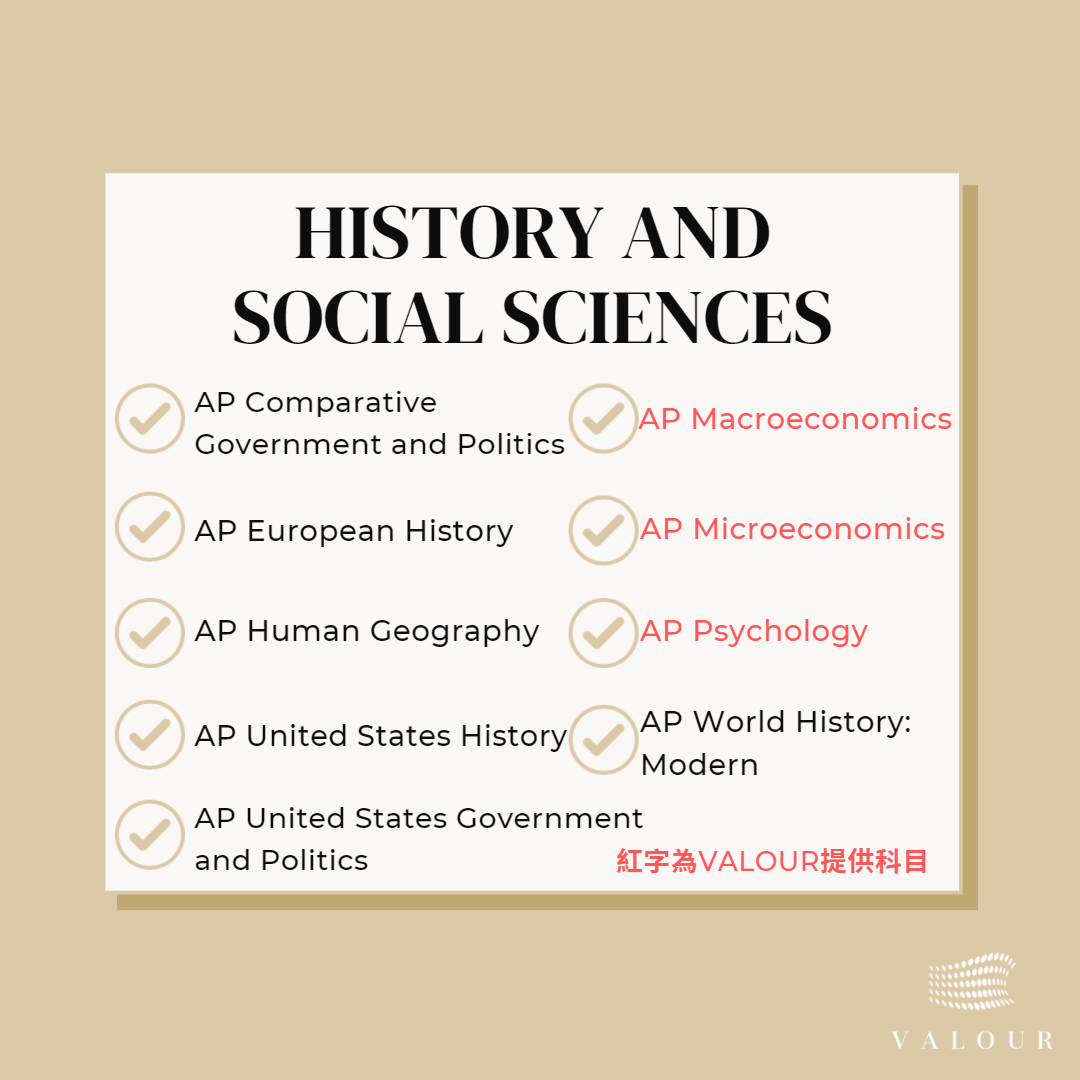 HISTORY AND
SOCIAL SCIENCES
AP Comparative
Government and Politics
AP European History
AP Human Geography
AP United States History
AP United States Government
and Politics
AP Macroeconomics
AP Microeconomics
AP Psychology
AP World History:
Modern
紅字為VALOUR提供科目
VALOUR